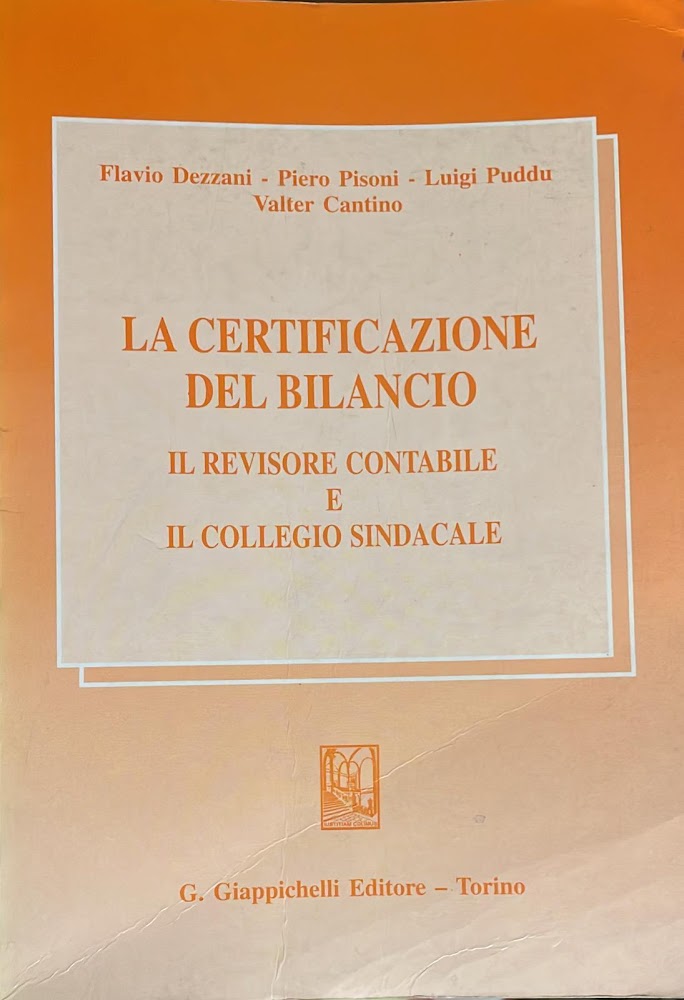 Flavio Dezzani - Piero Pisoni - Luigi Puddu
Valter Cantino
LA CERTIFICAZIONE
DEL BILANCIO
IL REVISORE CONTABILE
E
IL COLLEGIO SINDACALE
G. Giappichelli Editore – Torino